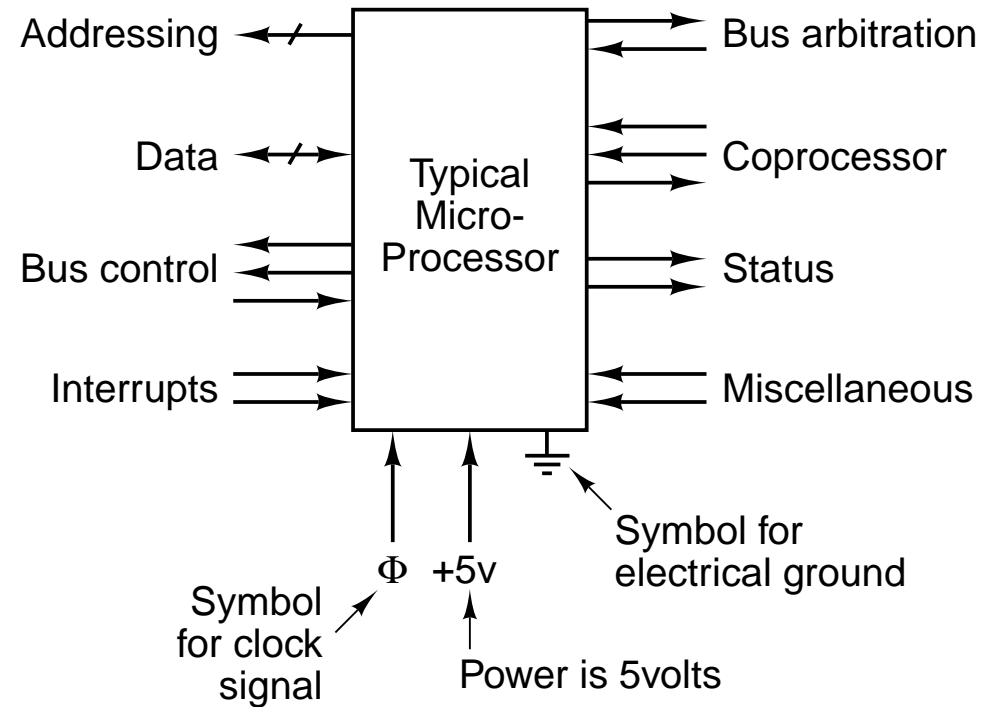 Addressing
Bus arbitration
Data
Coprocessor
Typical
Micro-
Processor
Bus control
Status
Interrupts
Miscellaneous
Symbol for
electrical ground
Φ +5v
Symbol
for clock
signal
Power is 5volts